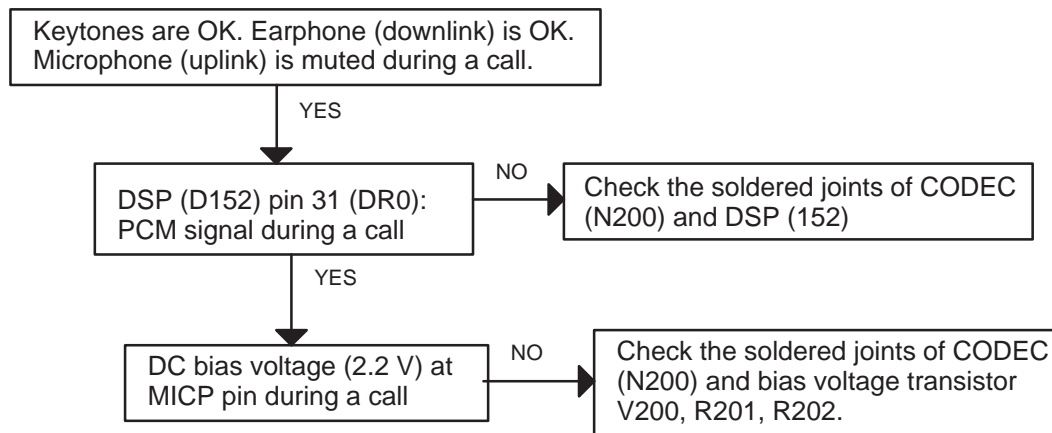 Keytones are OK. Earphone (downlink) is OK.
Microphone (uplink) is muted during a call.
YES
DSP (D152) pin 31 (DR0):
PCM signal during a call
NO
Check the soldered joints of CODEC
(N200) and DSP (152)
YES
DC bias voltage (2.2 V) at
MICP pin during a call
NO
Check the soldered joints of CODEC
(N200) and bias voltage transistor
V200, R201, R202.